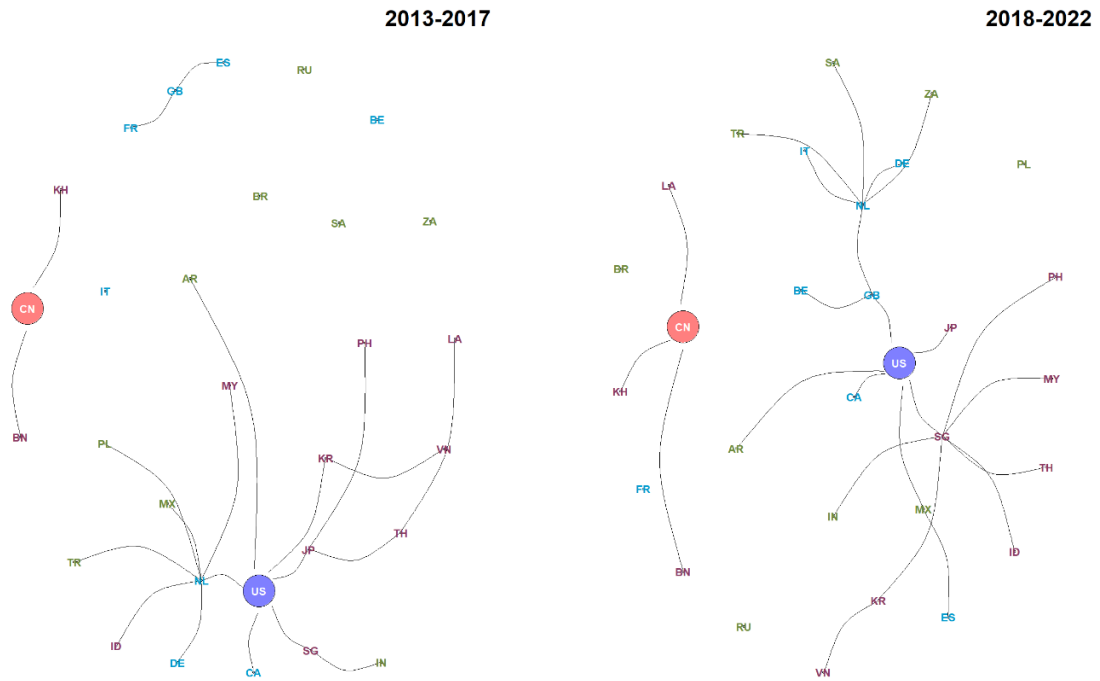 2013-2017
ES
RU
GB
BE
FR
KH
BR
SA
ZA
AR
IT
CN
PH
LA
MY
BN
PL
VN
KR
MX
TH
JP
TR
NL
US
ID
SG
DE
IN
CA
2018-2022
SA
ZA
TR
IT
DE
PL
LA
NL
BR
PH
BE
GB
CN
JP
US
MY
KH
CA
SG
AR
TH
FR
MX
IN
ID
BN
KR
ES
RU
VN